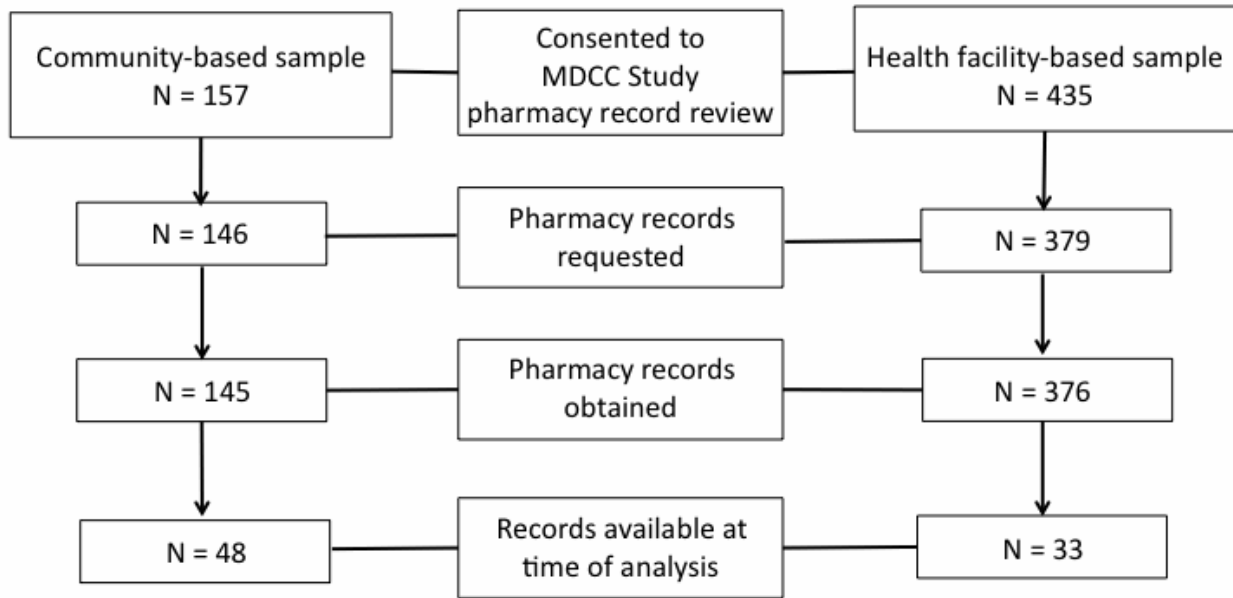 Community-based sample
N = 157
Consented to
MDCC Study
pharmacy record review
Health facility-based sample
N = 435
N = 146
Pharmacy records
requested
N = 379
N = 145
Pharmacy records
obtained
N = 376
N = 48
Records available at
time of analysis
N = 33